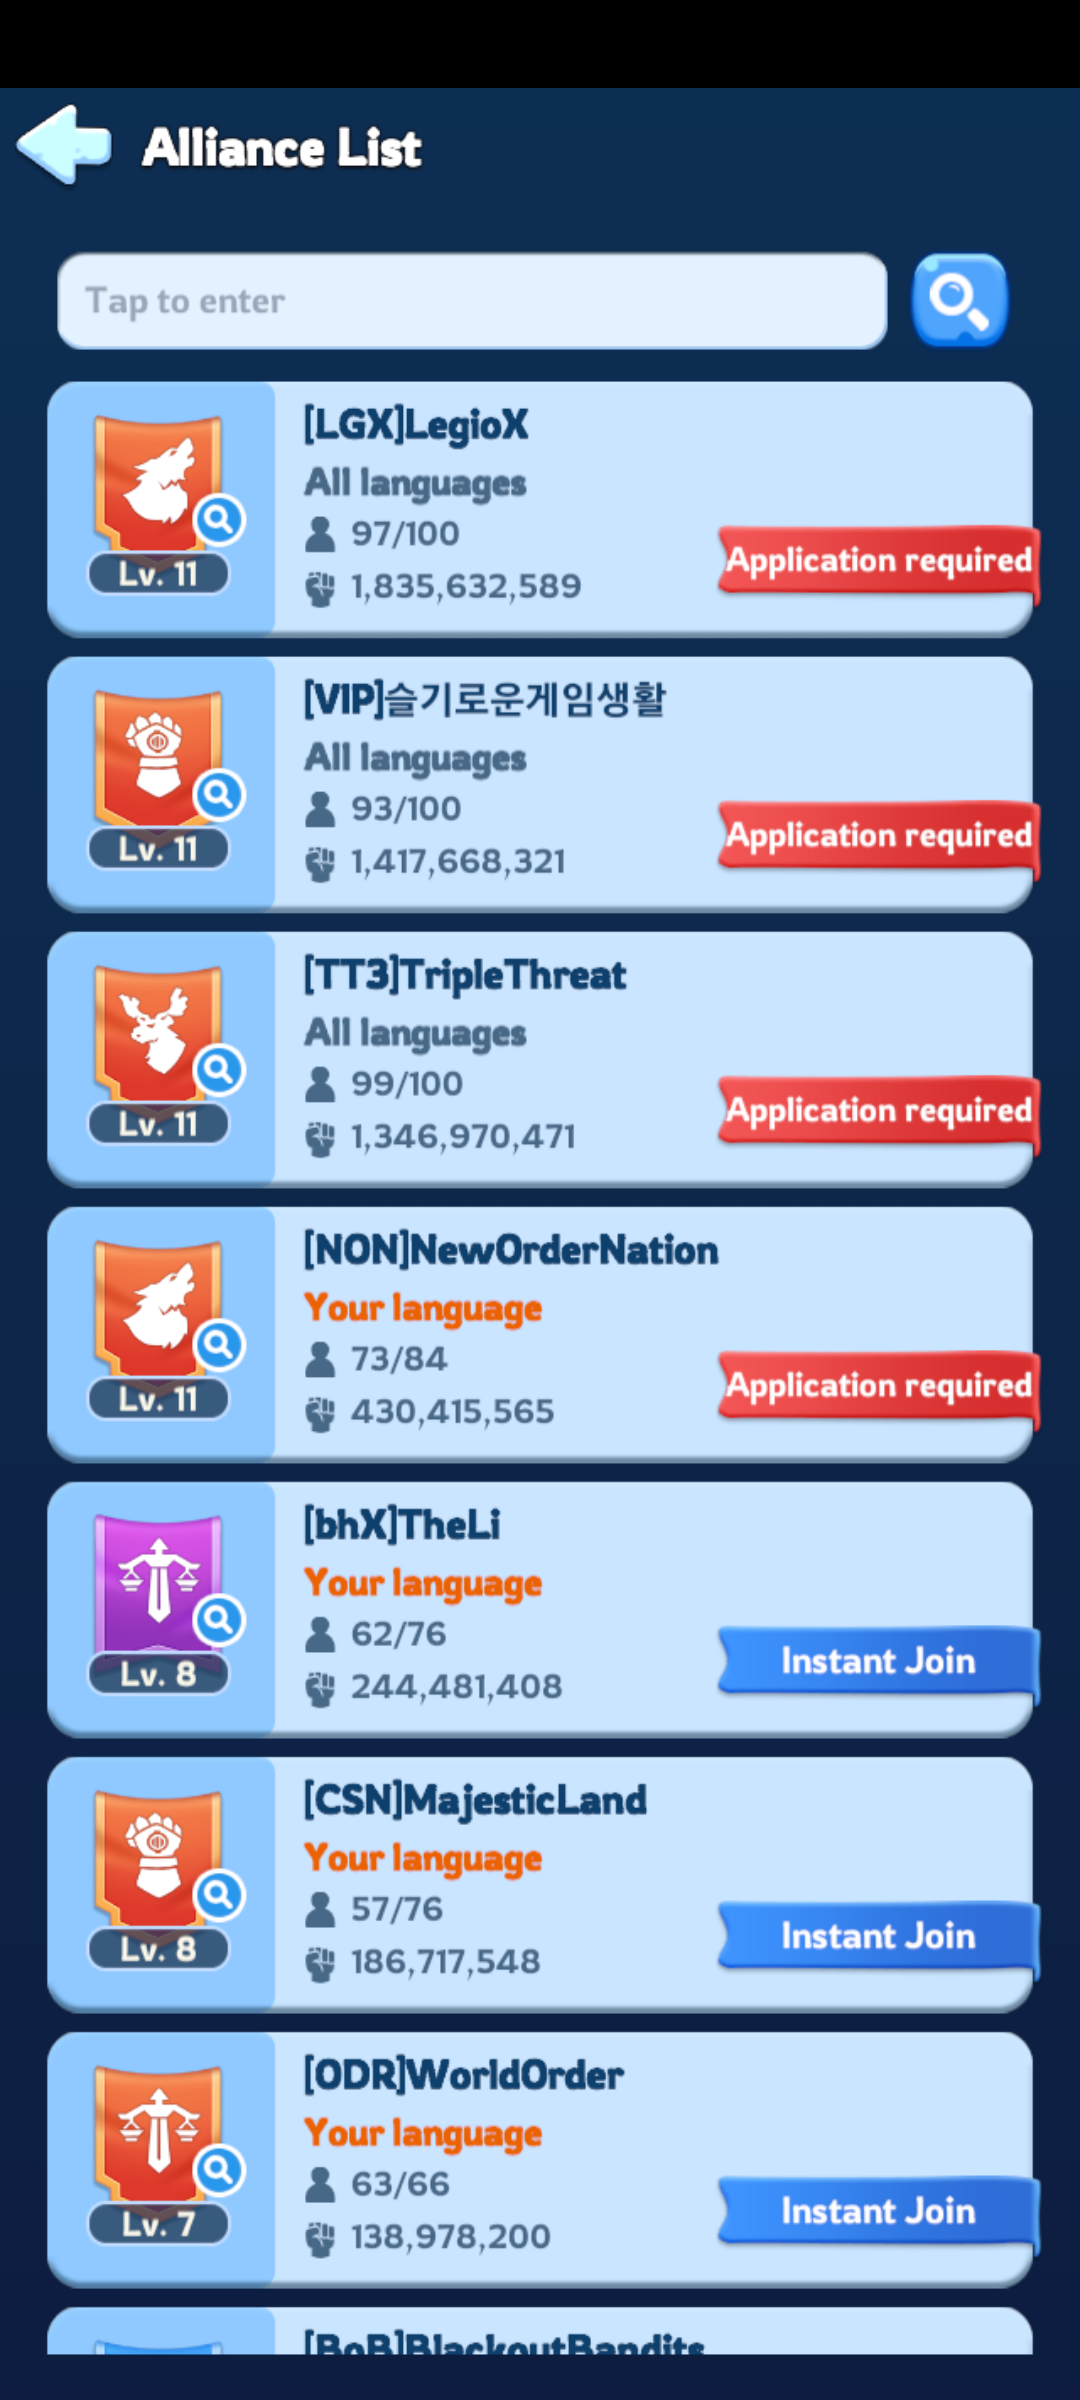 Alliance List
Tap to enter
[LGX]LegioX
All languages
97/100
1,835,632,589
Lv. 11
Application required
[VIP]슬기로운게임생활
All languages
93/100
1,417,668,321
Lv. 11
Application required
[TT3]TripleThreat
All languages
99/100
1,346,970,471
Lv. 11
Application required
[NON]NewOrderNation
Your language
73/84
430,415,565
Lv. 11
Application required
[bhX]TheLi
Your language
62/76
244,481,408
Lv. 8
Instant Join
[CSN]MajesticLand
Your language
57/76
186,717,548
Lv. 8
Instant Join
[ODR]WorldOrder
Your language
63/66
138,978,200
Lv. 7
Instant Join
[BoB]BlackoutBandits